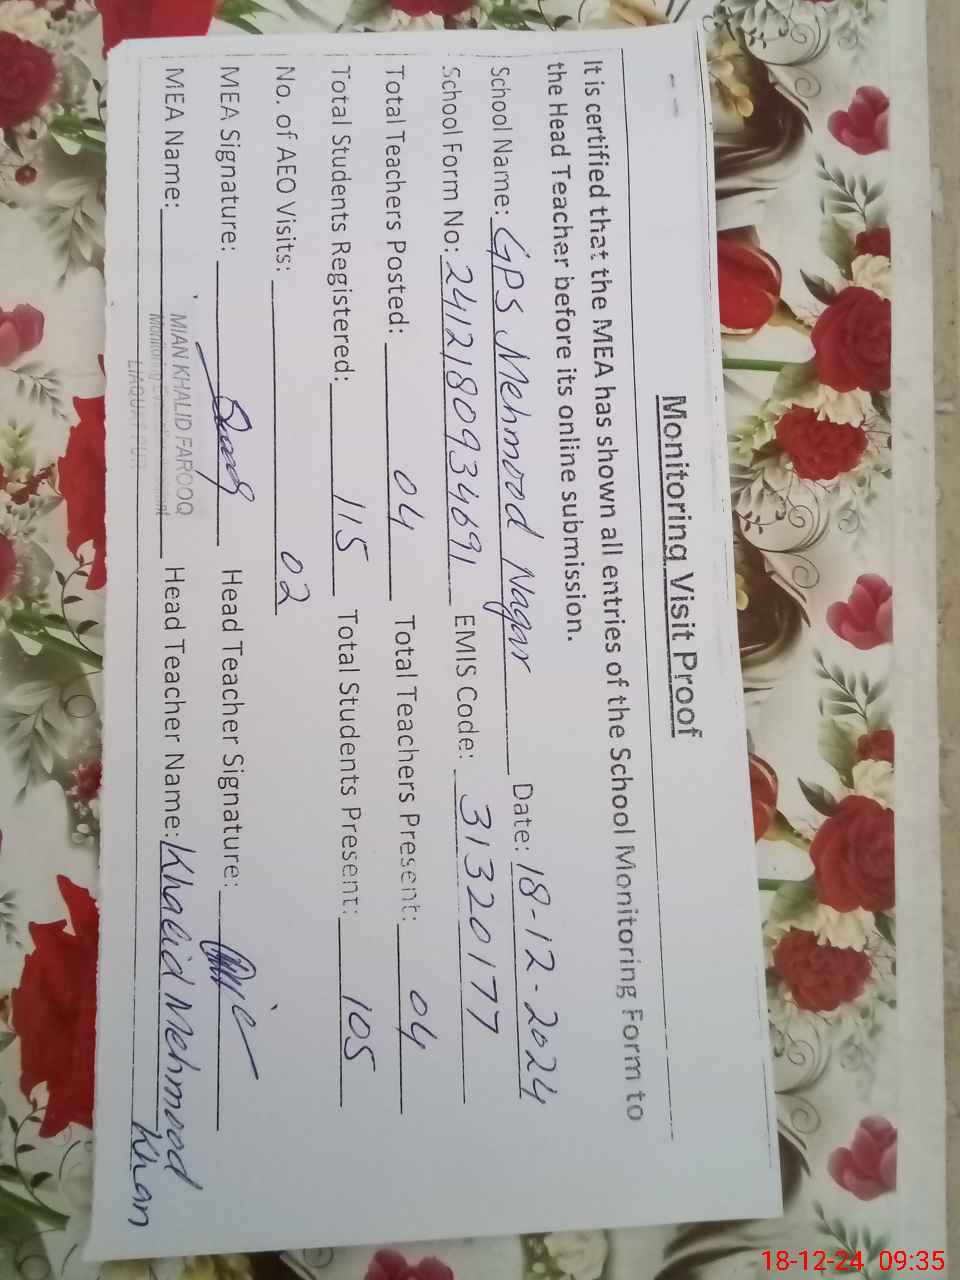 Monitoring Visit Proof
It is certified that the MEA has shown all entries of the School Monitoring Form to
the Head Teacher before its online submission.
School Name: GPS Mehmood Nagar Date: 18-12-2024
School Form No: 2412180934691 EMIS Code: 31320177
Total Teachers Posted: 04 Total Teachers Present: 04
Total Students Registered: 115 Total Students Present: 105
No. of AEO Visits: 02
MEA Signature: Head Teacher Signature:
MEA Name: MIAN KHALID FAROOQ Head Teacher Name: Khalid Mehmood Khan
Monitoring
LIAQUAT PUR
18-12-24 09:35